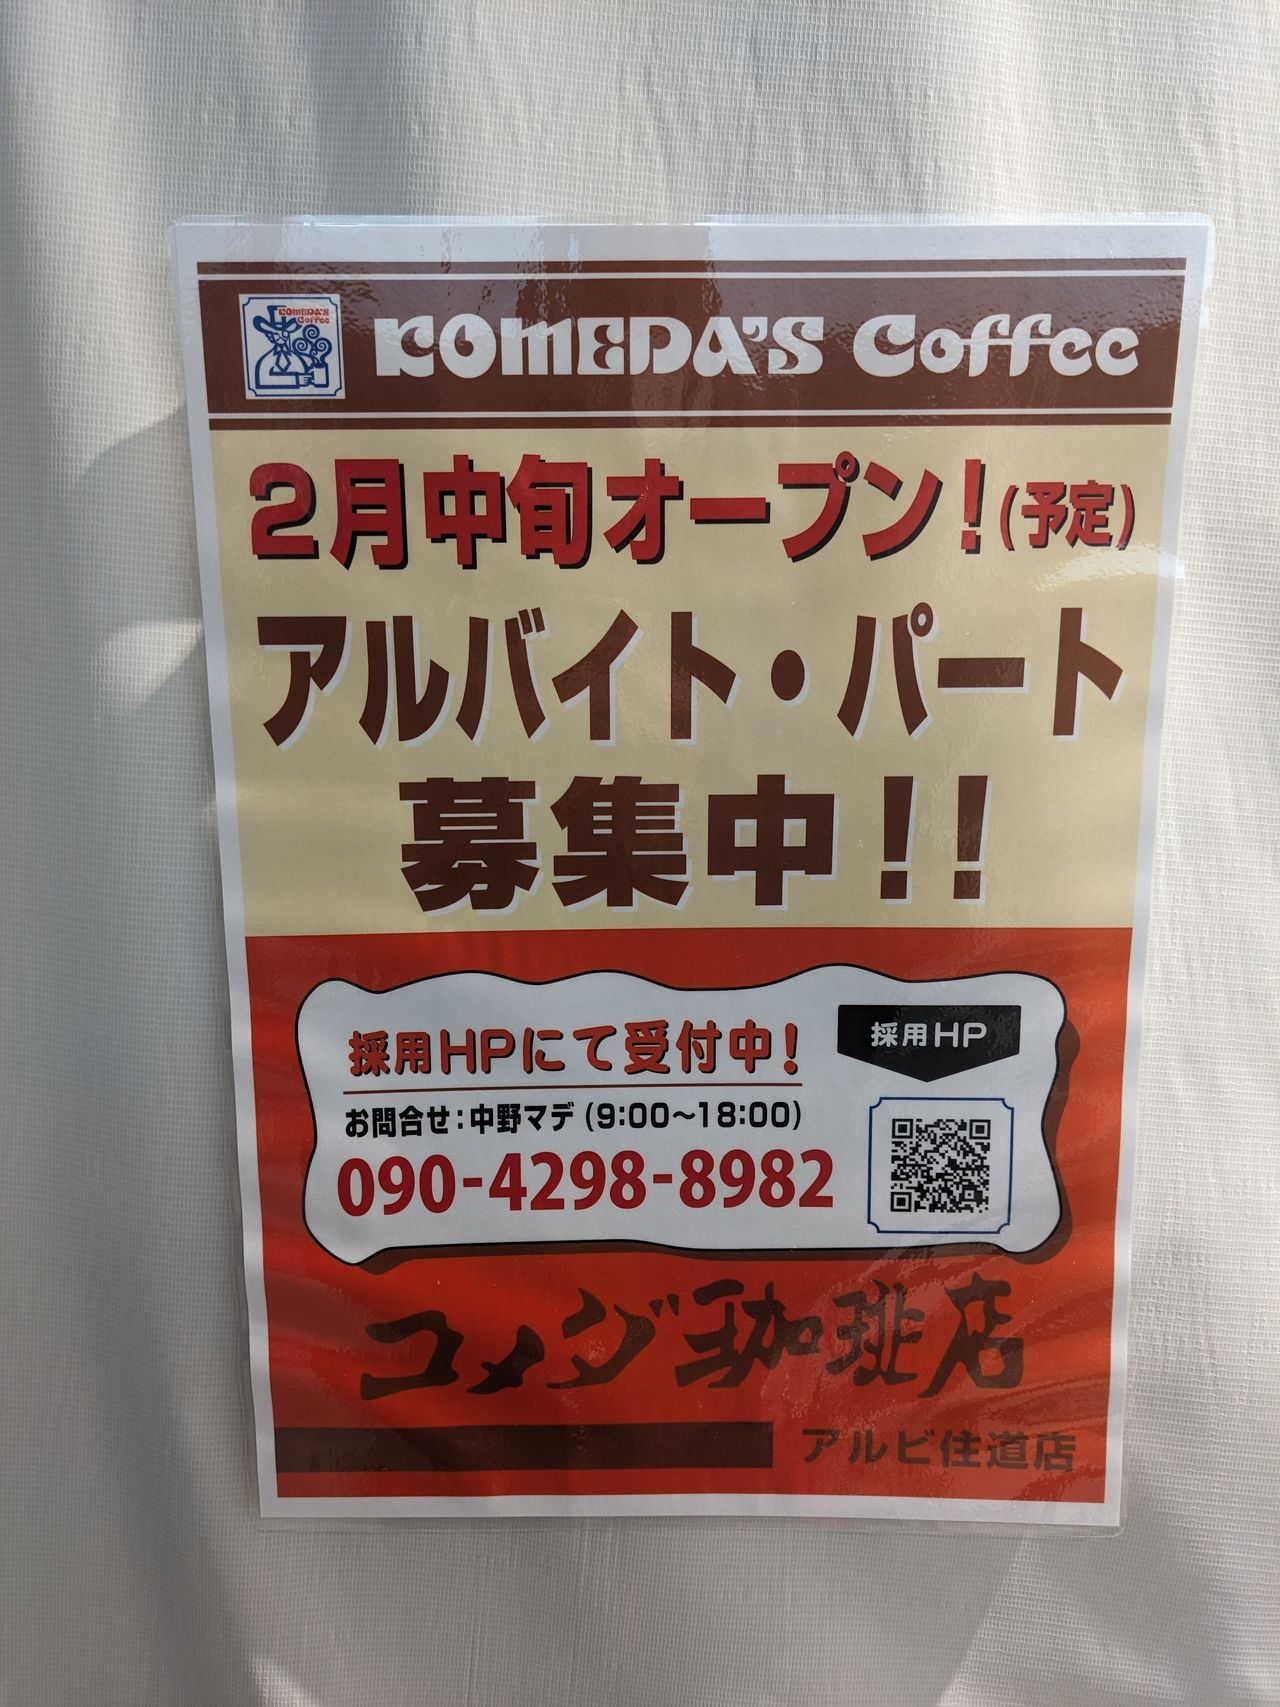 KOMEDA'S Coffee
KOMEDA'S Coffee
2月中旬オープン!(予定)
アルバイト・パート
募集中!!
採用HPにて受付中!
採用HP
お問合せ:中野マデ (9:00〜18:00)
090-4298-8982
コメダ珈琲店
アルビ住道店